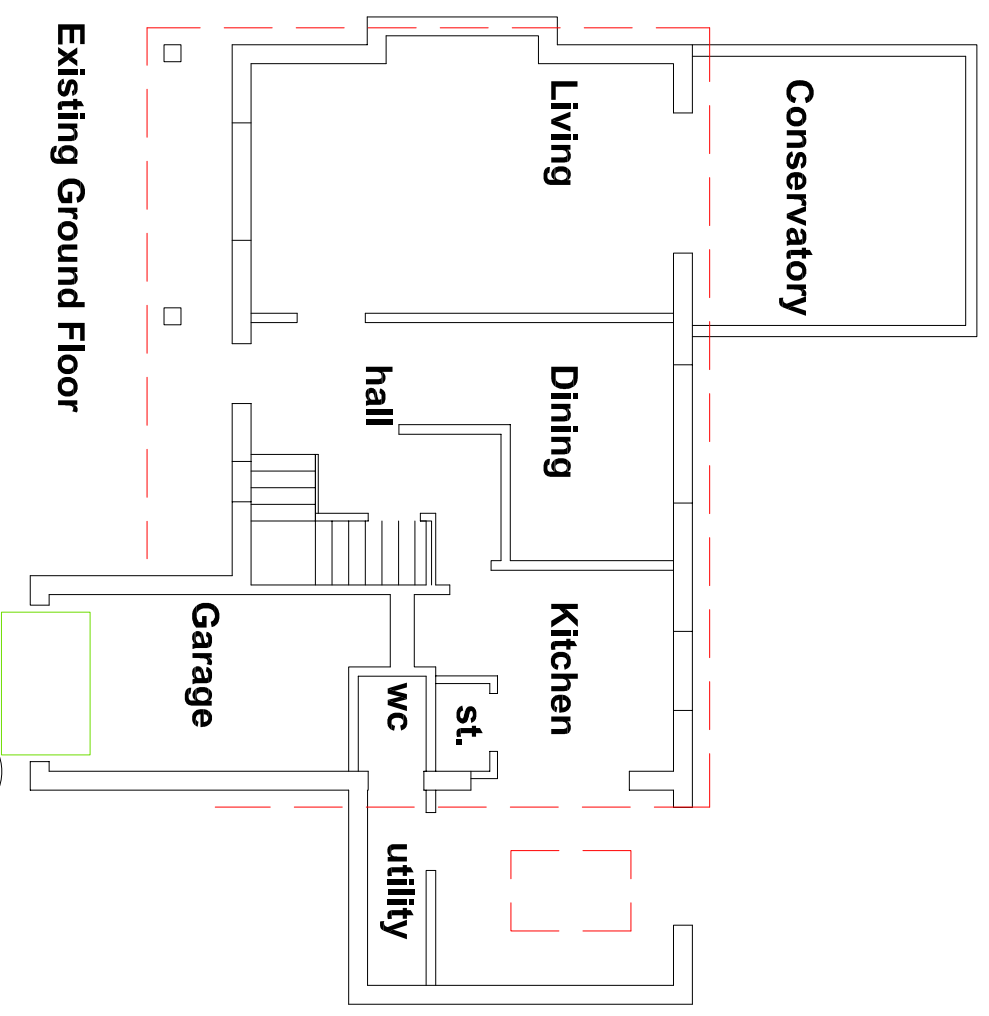 Conservatory
Living
Dining
Kitchen
hall
st.
wc
utility
Garage
Existing Ground Floor